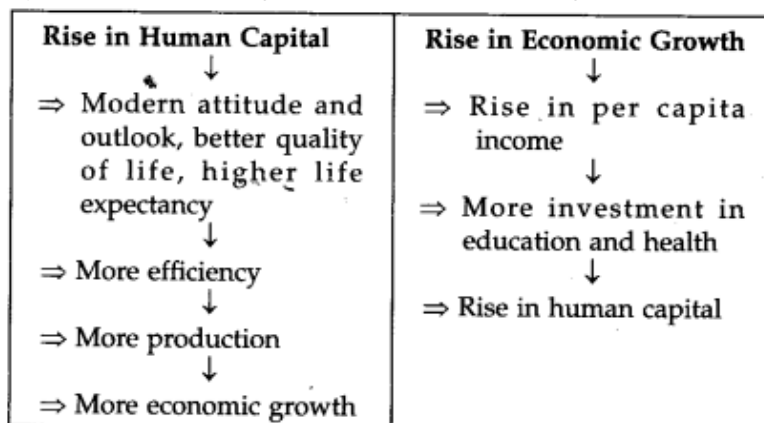 Rise in Human Capital
↓
⇒ Modern attitude and
outlook, better quality
of life, higher life
expectancy
↓
⇒ More efficiency
↓
⇒ More production
↓
⇒ More economic growth
Rise in Economic Growth
↓
⇒ Rise in per capita
income
↓
⇒ More investment in
education and health
↓
⇒ Rise in human capital